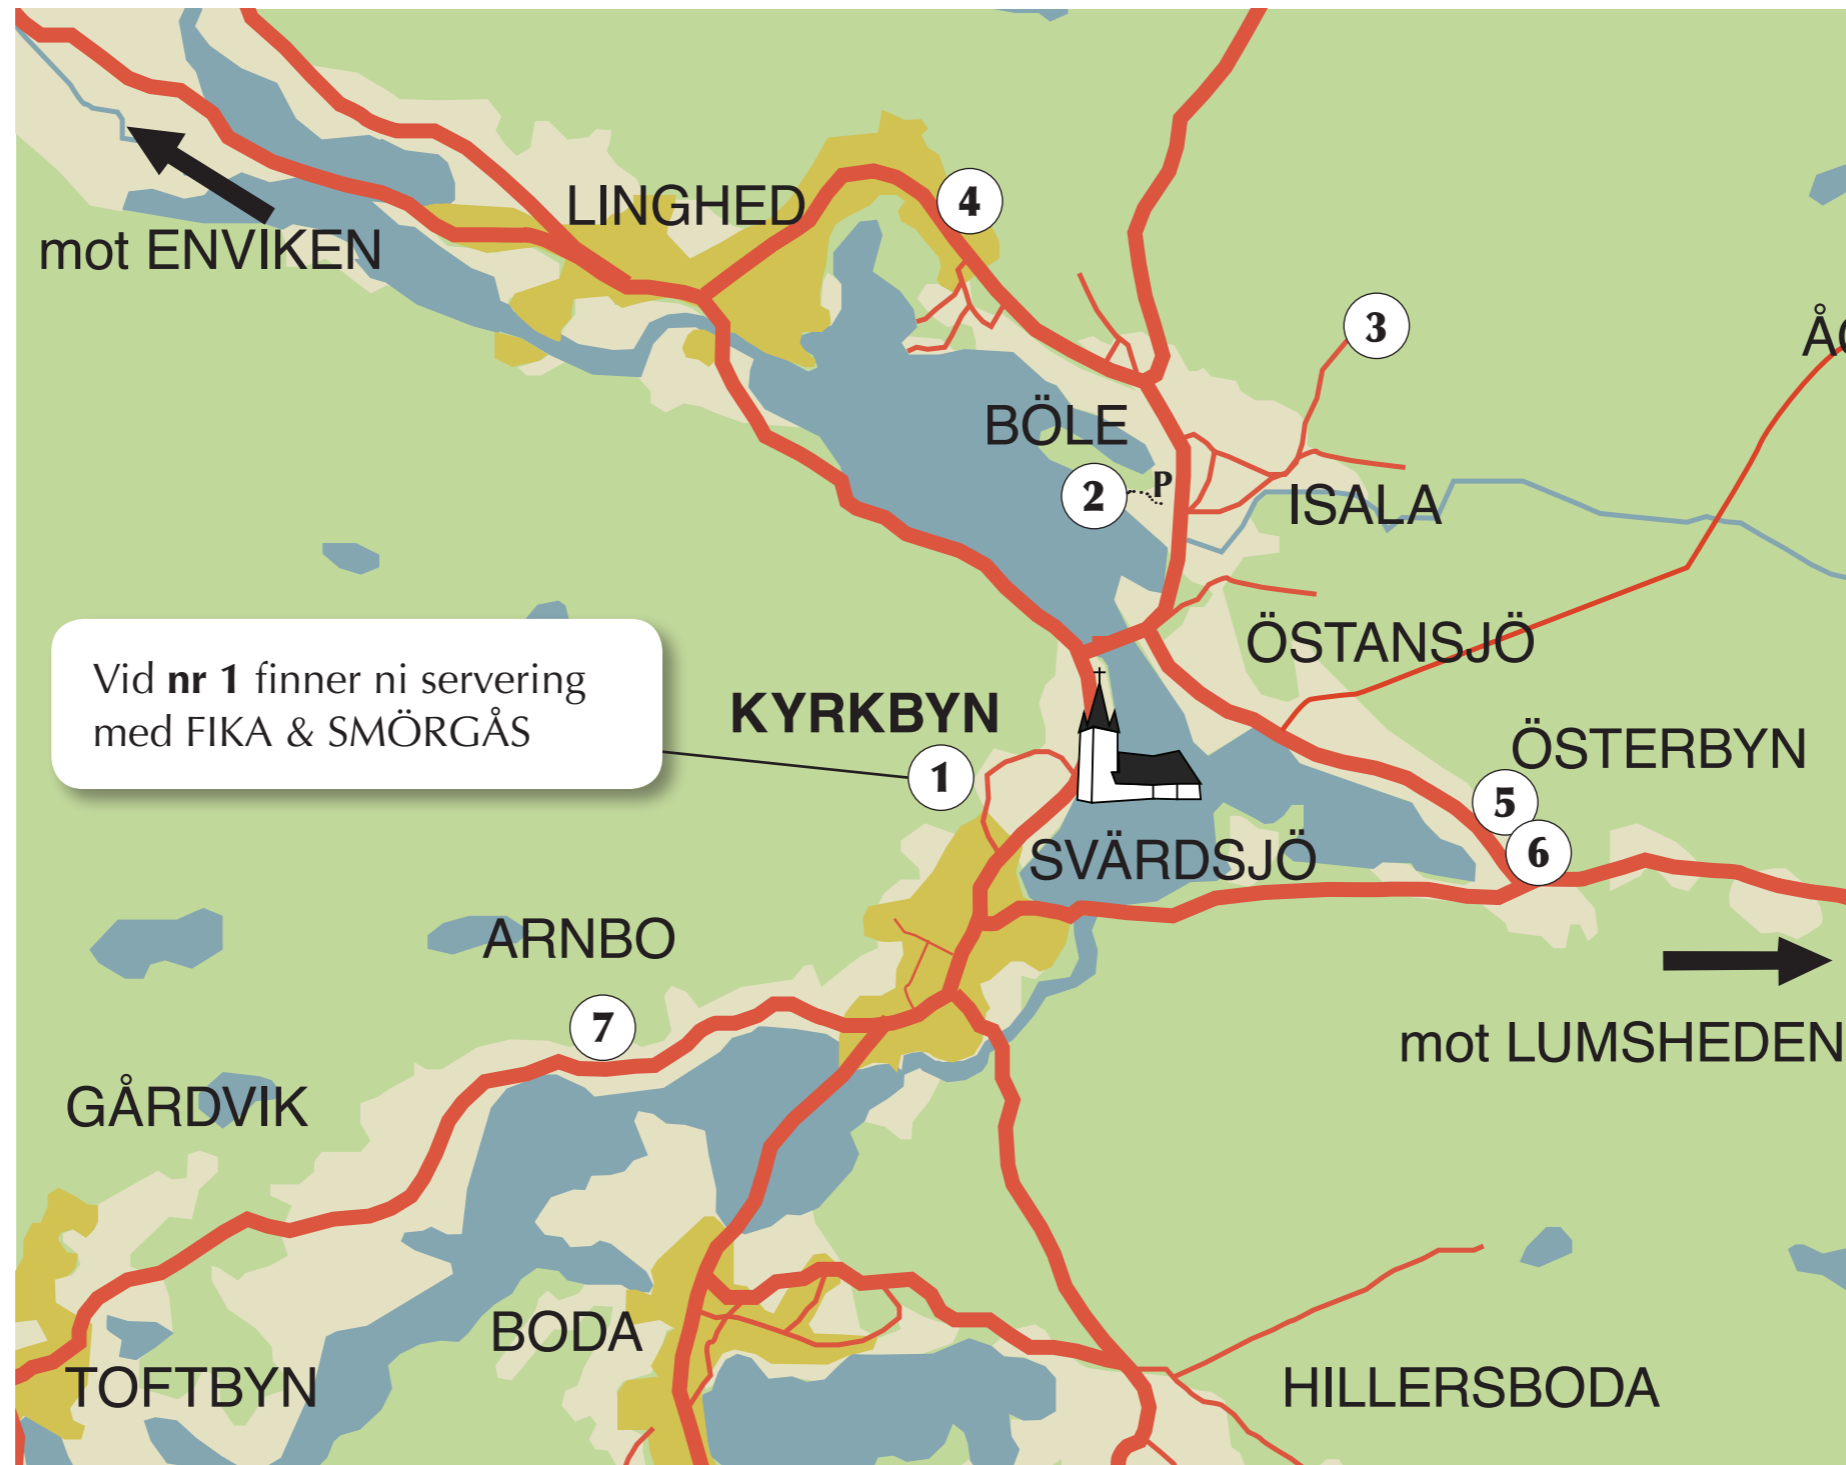 LINGHED
4
mot ENVIKEN
3
BÖLE
2
P
ISALA
ÖSTANSJÖ
Vid nr 1 finner ni servering
med FIKA & SMÖRGÅS
KYRKBYN
1
ÖSTERBYN
5
6
SVÄRDSJÖ
ARNBO
7
mot LUMSHEDEN
GÅRDVIK
BODA
TOFTBYN
HILLERSBODA